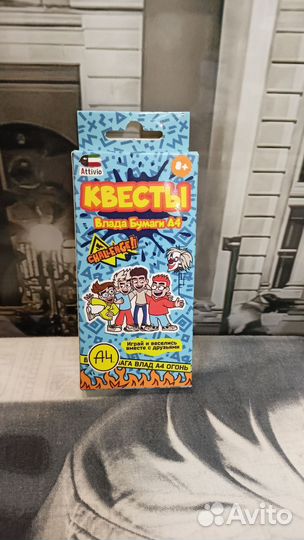 Attivio
6+
КВЕСТЫ
Влада Бумаги А4
CHALLENGE!!
Играй и веселись
вместе с друзьями
А4
АГА ВЛАД А4 ОГОНЬ
Avito